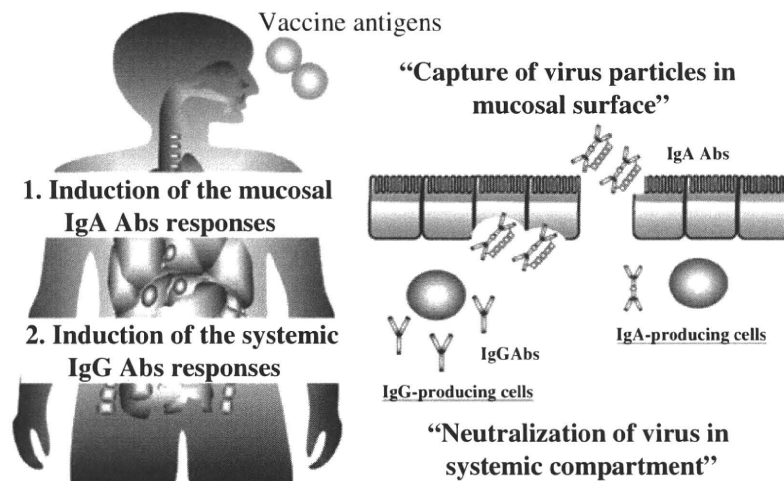 Vaccine antigens
“Capture of virus particles in
mucosal surface”
IgA Abs
1. Induction of the mucosal
IgA Abs responses
2. Induction of the systemic
IgG Abs responses
IgGAbs
IgG-producing cells
IgA-producing cells
“Neutralization of virus in
systemic compartment”